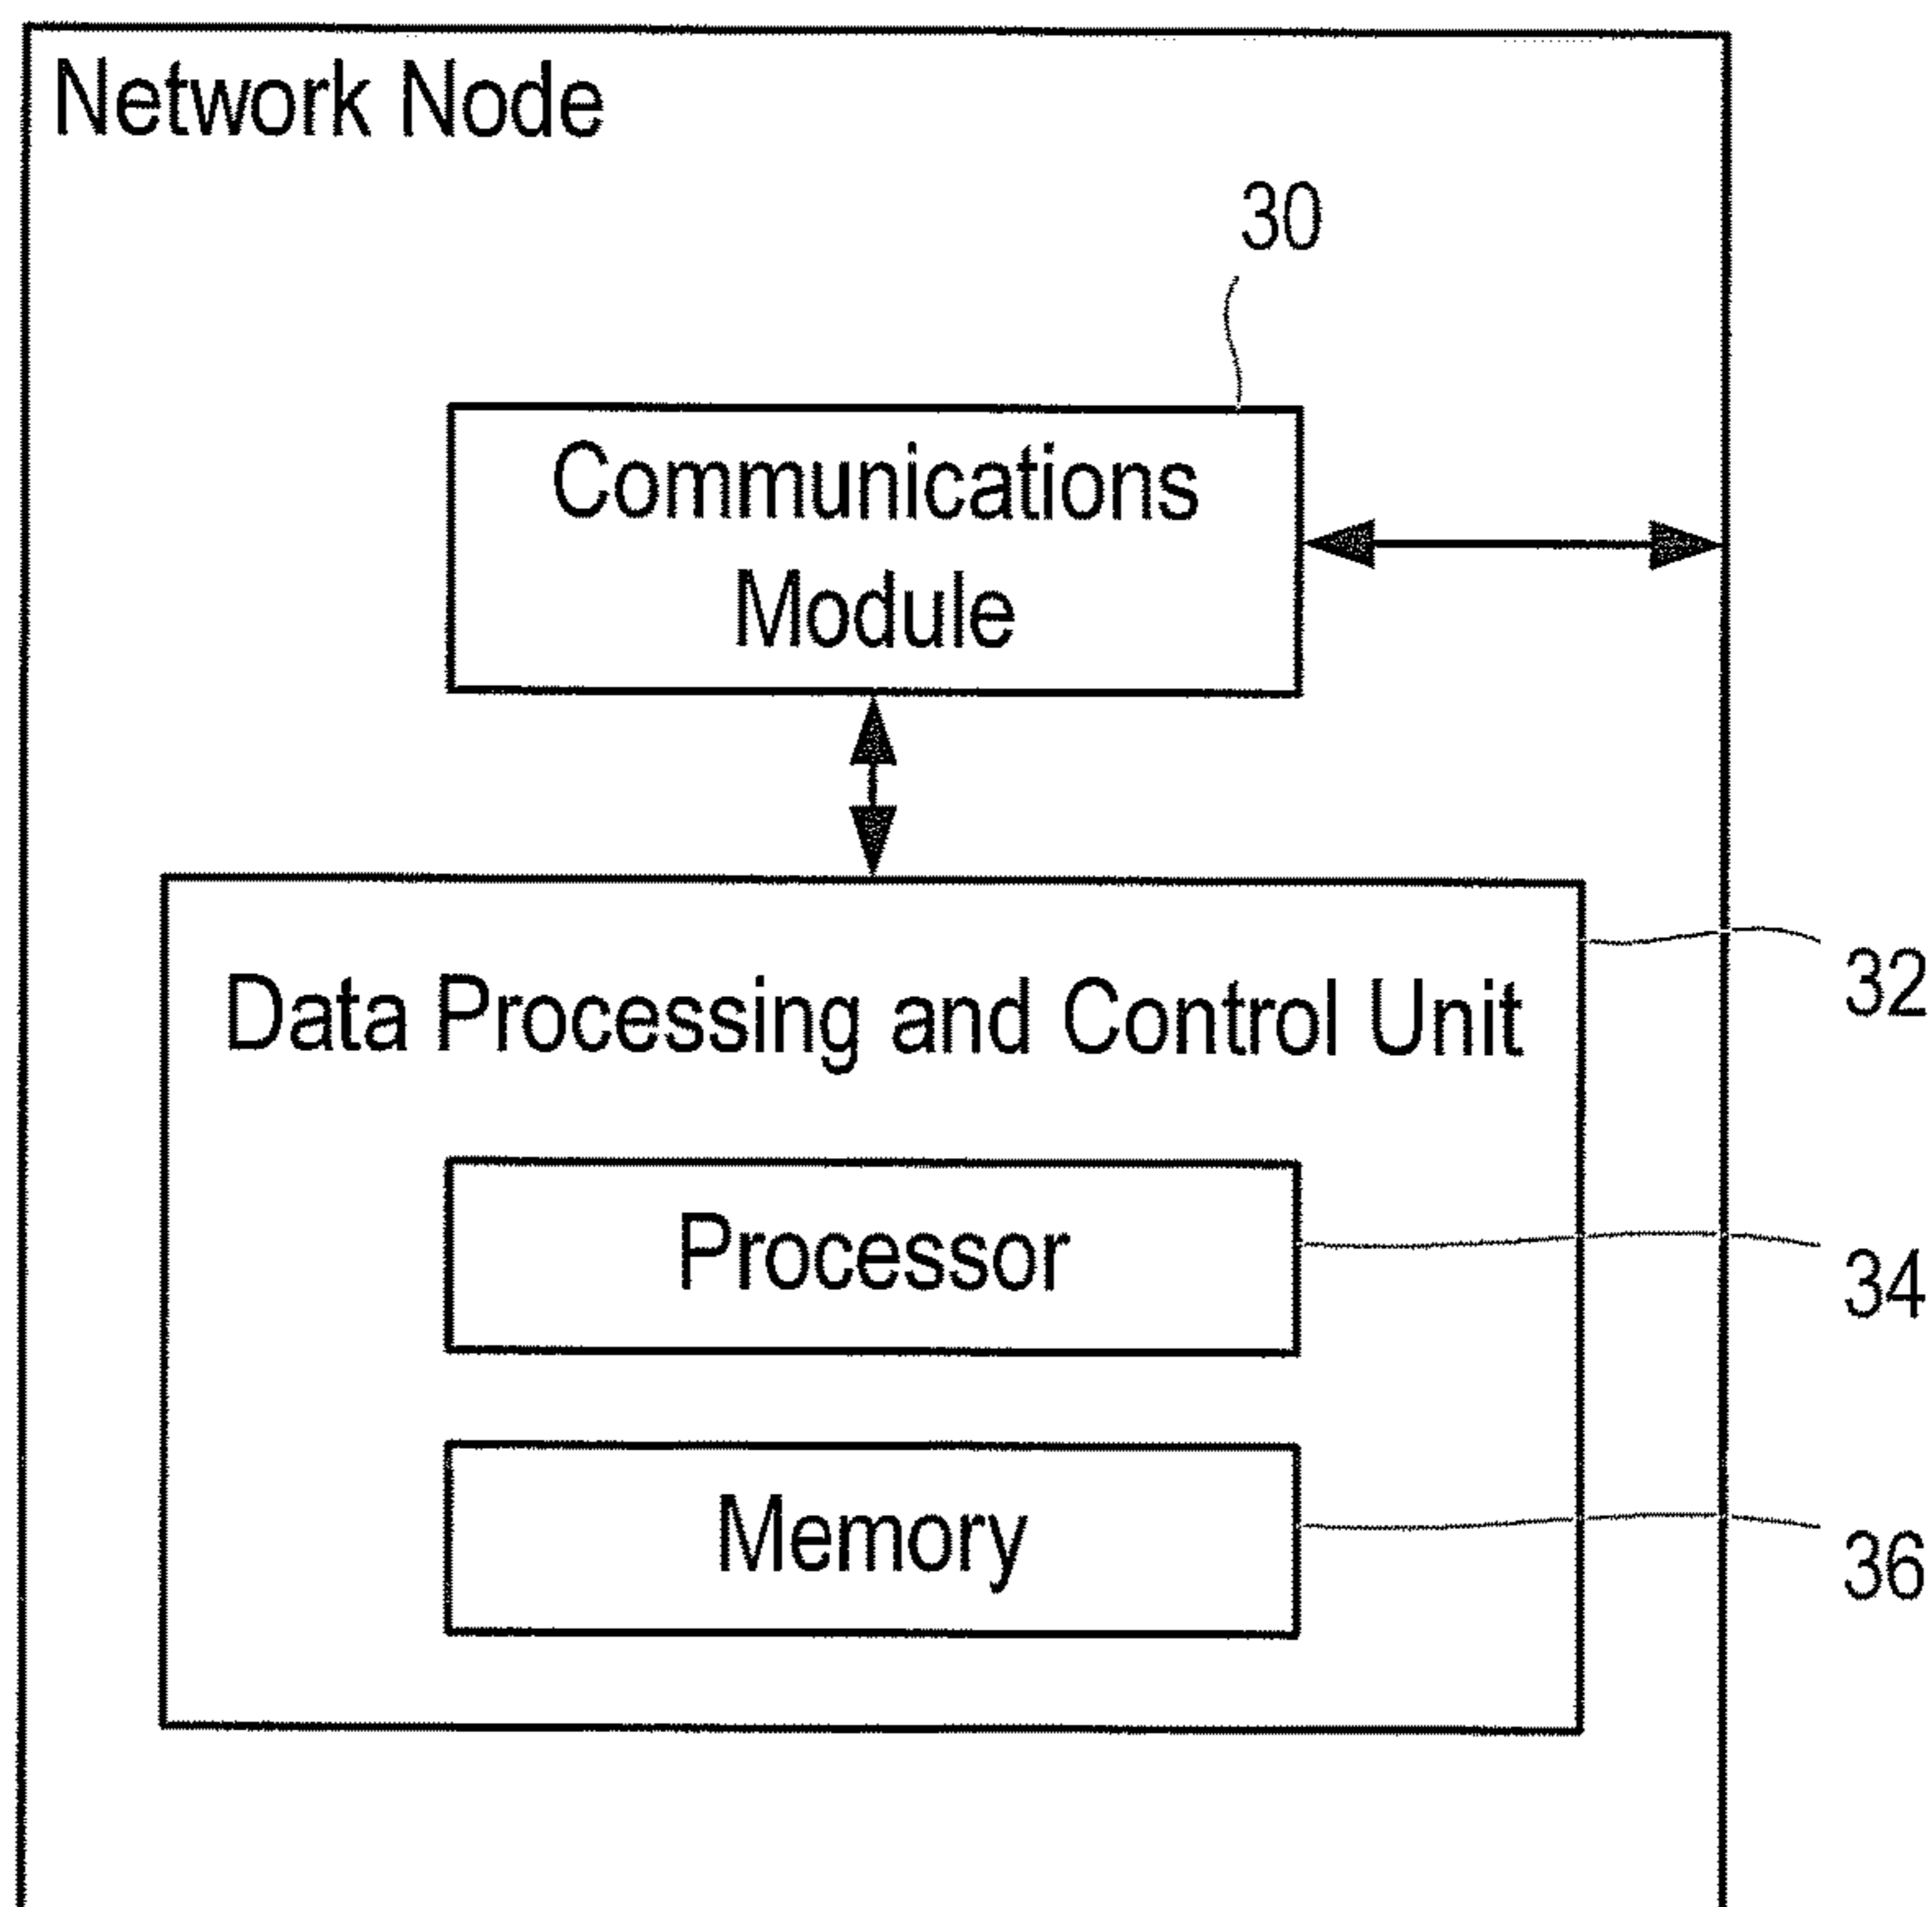 Network Node
30
Communications
Module
32
Data Processing and Control Unit
Processor
34
Memory
36